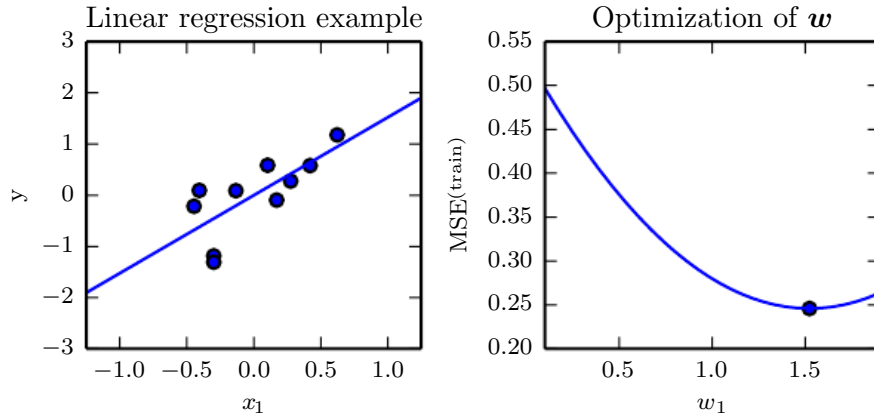 Linear regression example
3
2
1
0
−1
−2
−3
y
−1.0 −0.5 0.0 0.5 1.0
x₁
Optimization of w
0.55
0.50
0.45
0.40
0.35
0.30
0.25
0.20
MSE⁽ᵗʳᵃⁱⁿ⁾
0.5 1.0 1.5
w₁